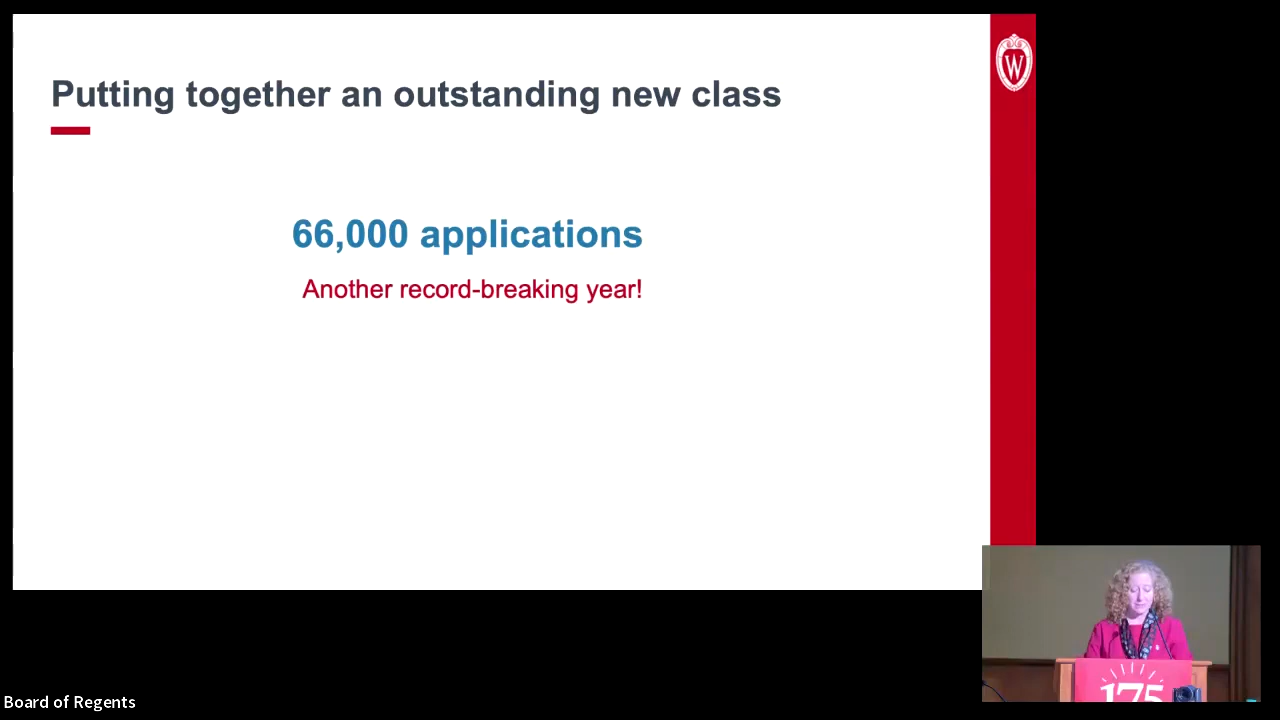 Putting together an outstanding new class
W
66,000 applications
Another record-breaking year!
175
Board of Regents